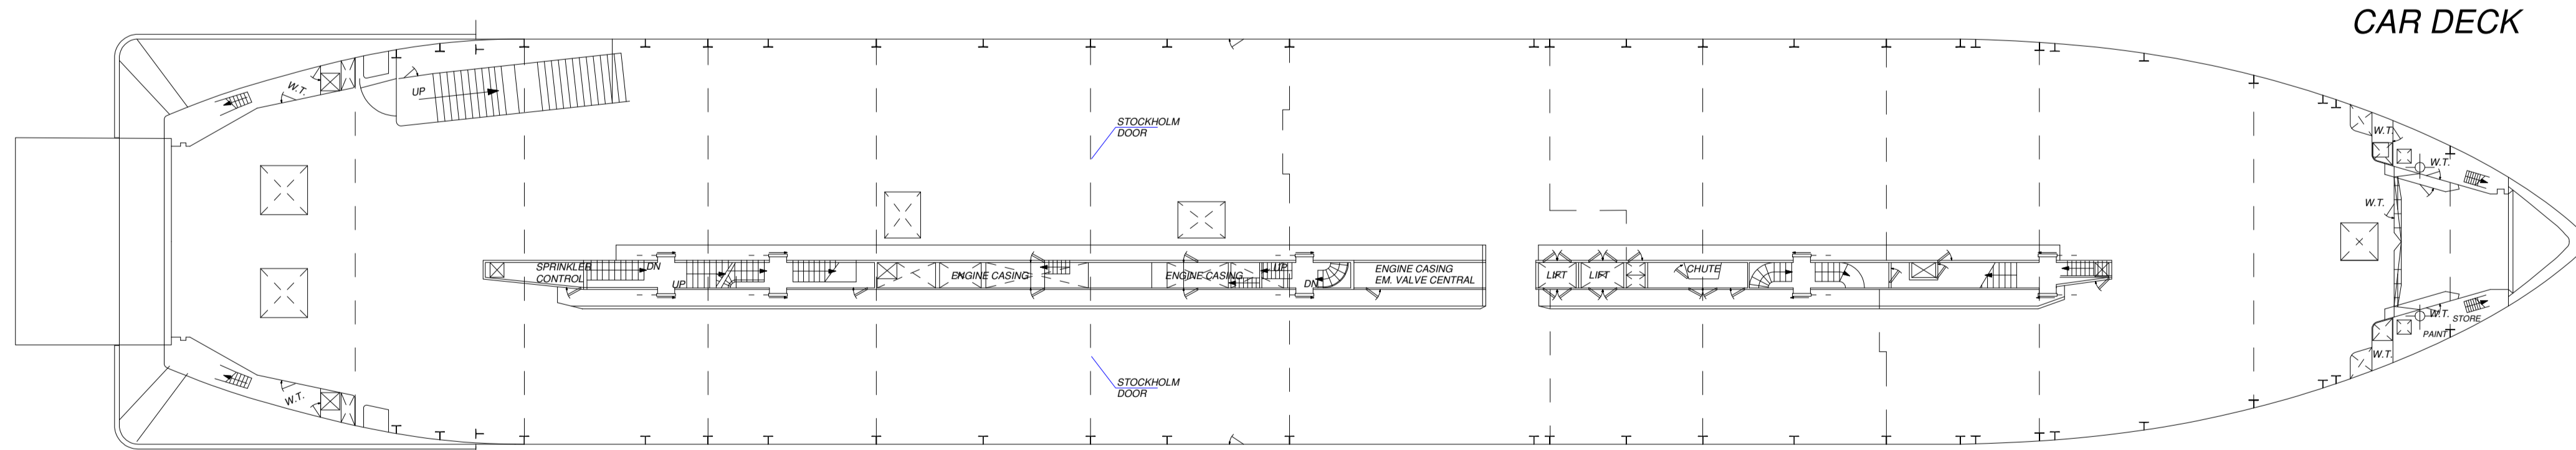 CAR DECK
W.T.
UP
STOCKHOLM
DOOR
W.T.
W.T.
W.T.
SPRINKLER
CONTROL
DN
UP
ENGINE CASING
ENGINE CASING
UP
DN
ENGINE CASING
EM. VALVE CENTRAL
LIFT
LIFT
CHUTE
W.T.
STORE
PAINT
W.T.
STOCKHOLM
DOOR
W.T.